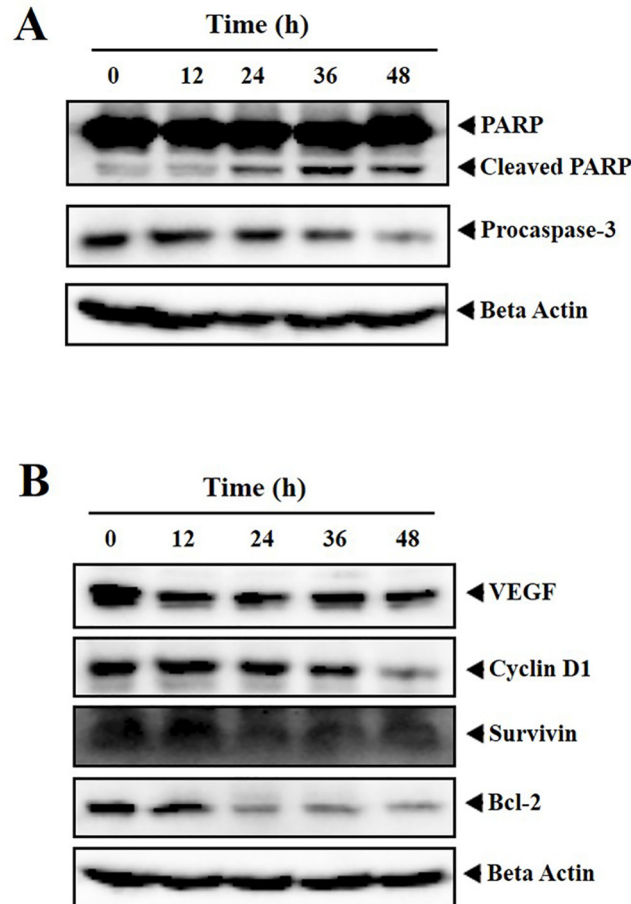 A
Time (h)
0 12 24 36 48
PARP
Cleaved PARP
Procaspase-3
Beta Actin
B
Time (h)
0 12 24 36 48
VEGF
Cyclin D1
Survivin
Bcl-2
Beta Actin